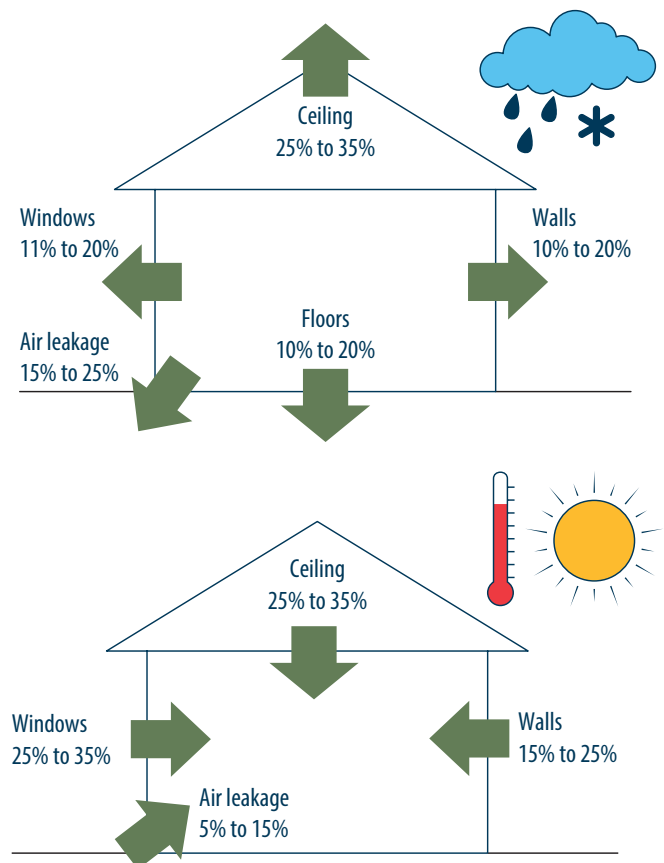 Ceiling
25% to 35%
Windows
11% to 20%
Walls
10% to 20%
Air leakage
15% to 25%
Floors
10% to 20%
Ceiling
25% to 35%
Windows
25% to 35%
Walls
15% to 25%
Air leakage
5% to 15%